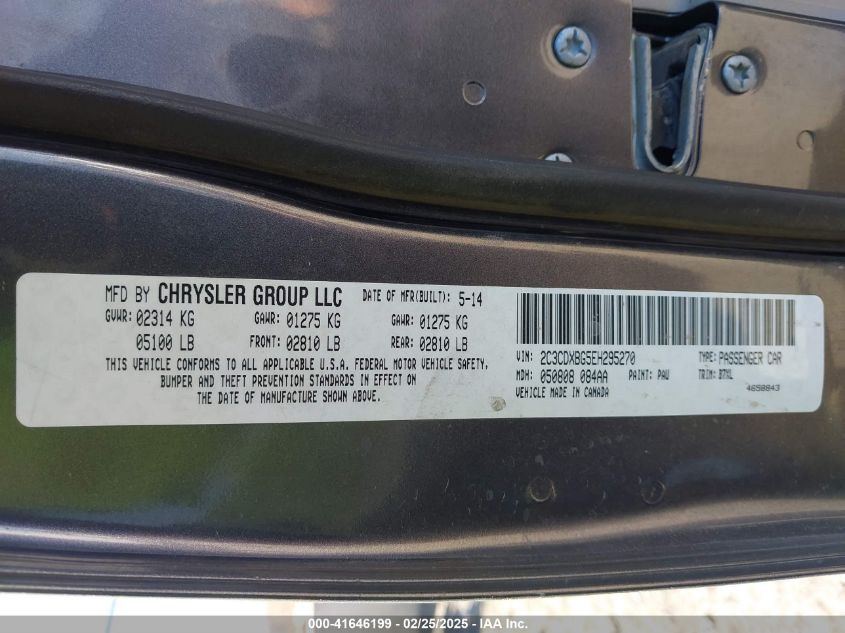 MFD BY CHRYSLER GROUP LLC DATE OF MFR(BUILT): 5-14
GVWR: 02314 KG GAWR: 01275 KG GAWR: 01275 KG
05100 LB FRONT: 02810 LB REAR: 02810 LB
THIS VEHICLE CONFORMS TO ALL APPLICABLE U.S.A. FEDERAL MOTOR VEHICLE SAFETY,
BUMPER AND THEFT PREVENTION STANDARDS IN EFFECT ON
THE DATE OF MANUFACTURE SHOWN ABOVE.
VIN: 2C3CDXBG5EH295270 TYPE: PASSENGER CAR
MDH: 050808 084AA PAINT: PAU TRIM: B7XL
VEHICLE MADE IN CANADA 4658843
000-41646199 - 02/25/2025 - IAA Inc.